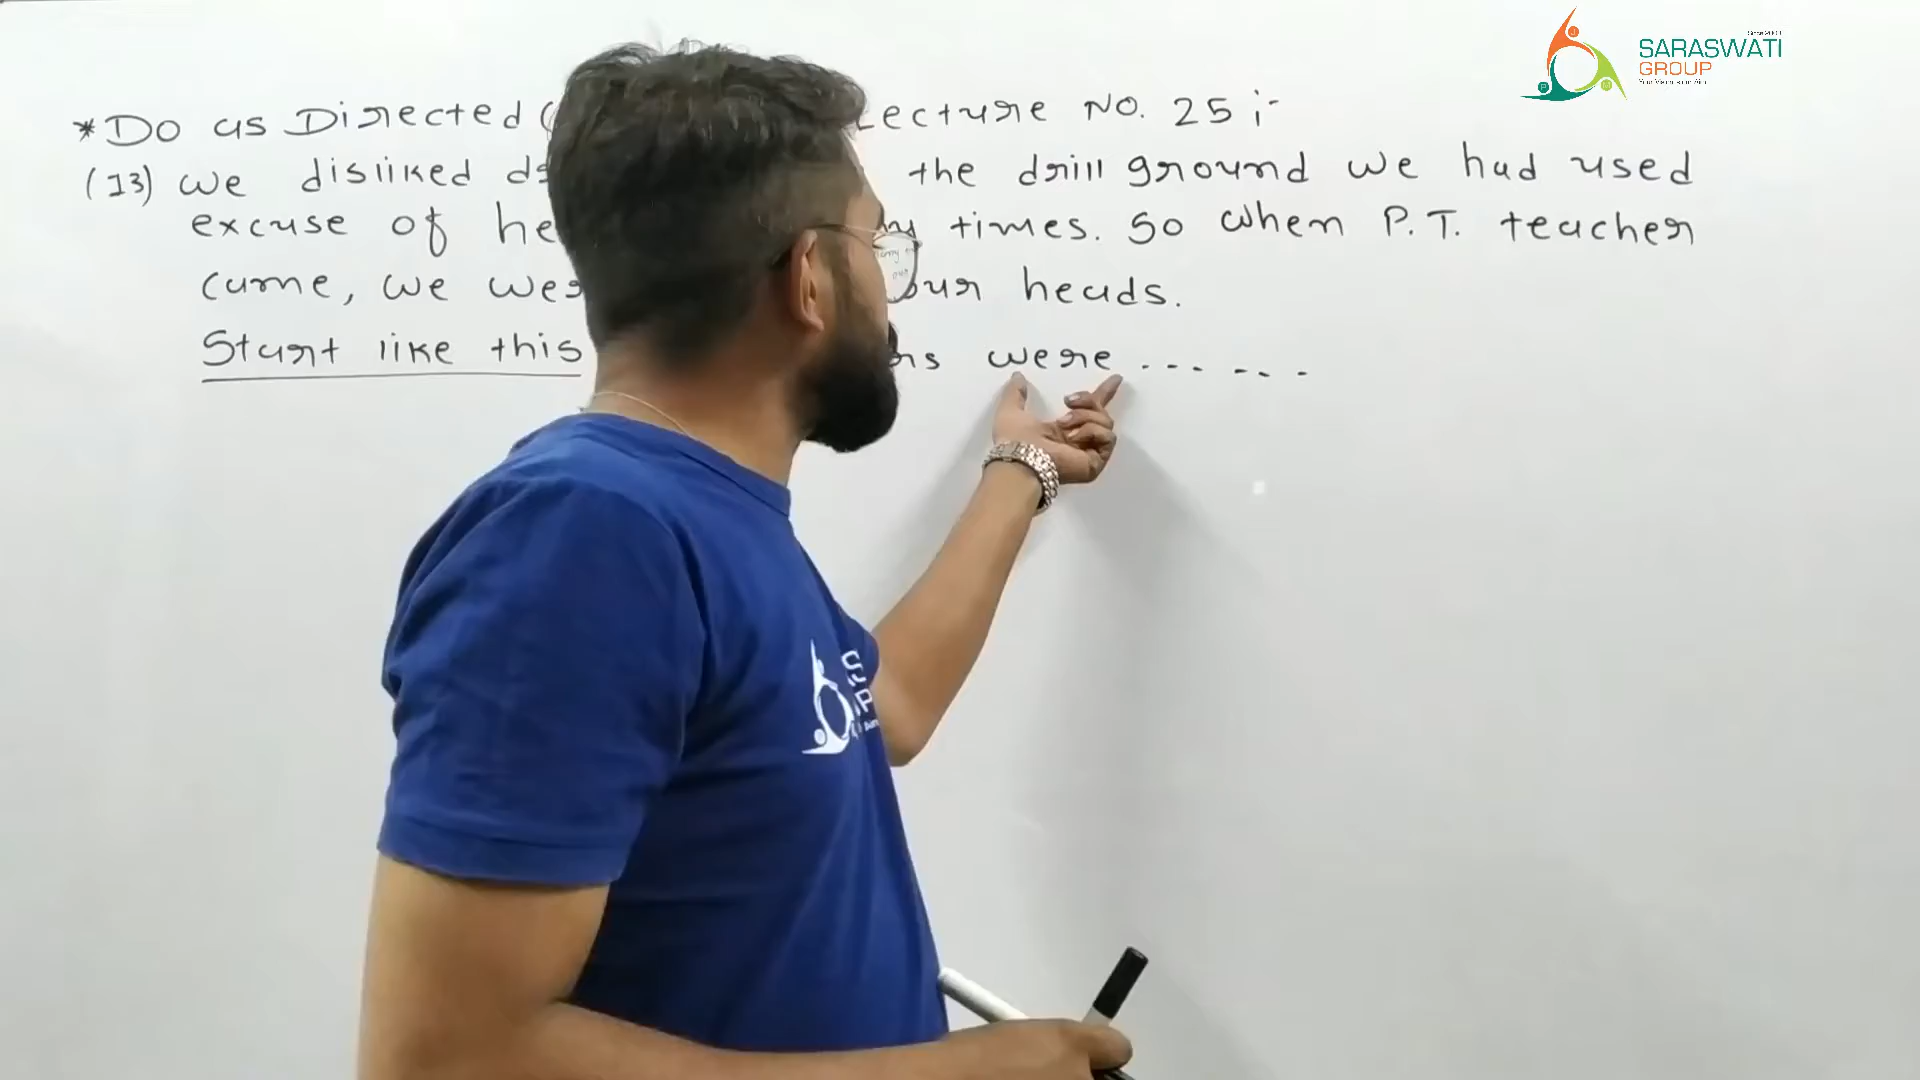 SARASWATI
GROUP
* Do as Directed ( Lecture No. 25 :-
(13) We disliked the drill ground we had used
excuse of times. So when P.T. teacher
came, we our heads.
Start like this were ... ...